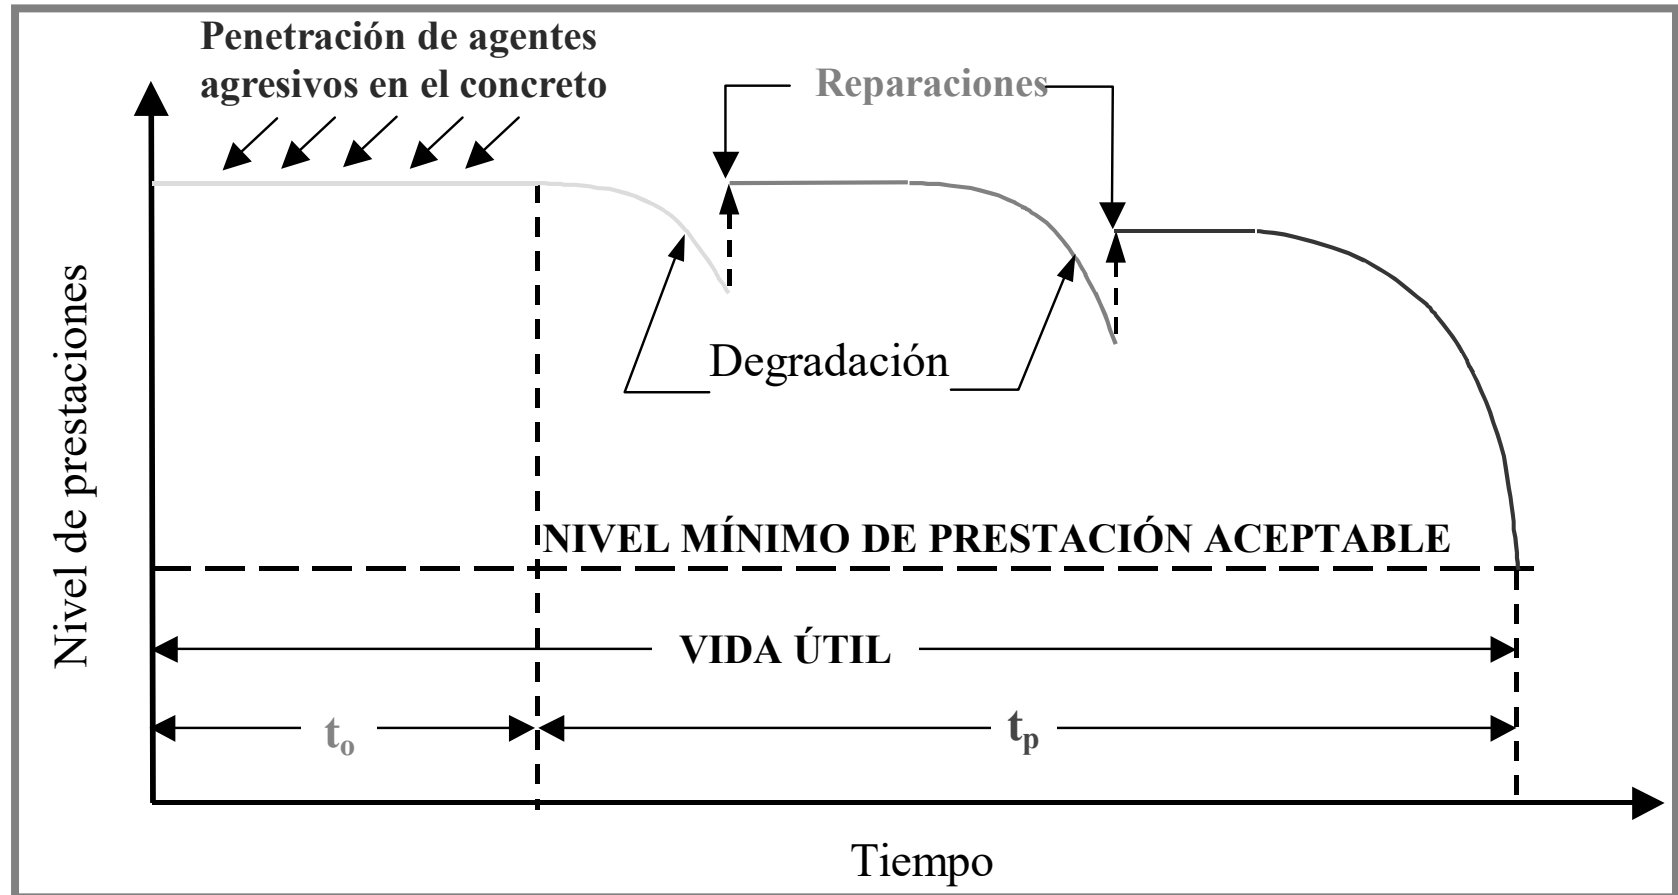 Penetración de agentes
agresivos en el concreto
Reparaciones
Degradación
Nivel de prestaciones
NIVEL MÍNIMO DE PRESTACIÓN ACEPTABLE
VIDA ÚTIL
to
tp
Tiempo